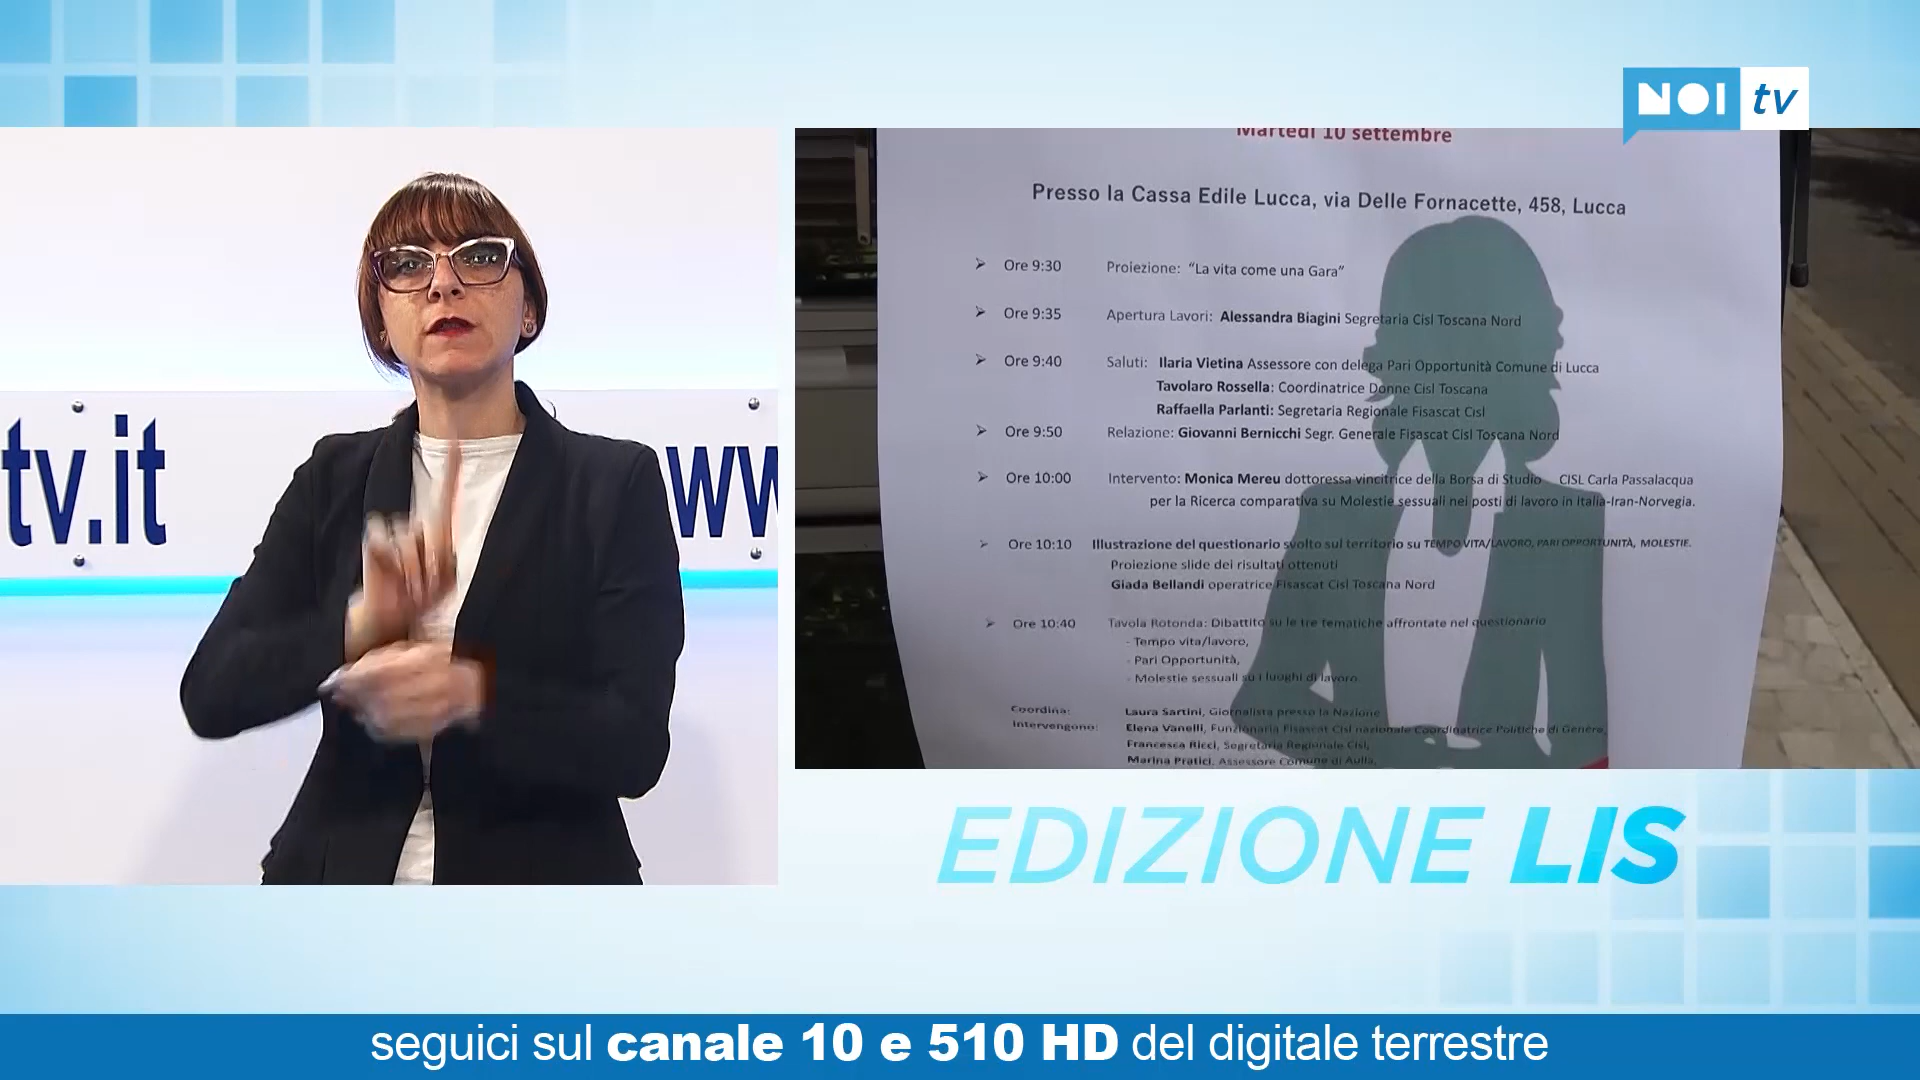 NOI tv
tv.it
ww
Martedì 10 settembre
Presso la Cassa Edile Lucca, via Delle Fornacette, 458, Lucca
➢ Ore 9:30 Proiezione: “La vita come una Gara”
➢ Ore 9:35 Apertura Lavori: Alessandra Biagini Segretaria Cisl Toscana Nord
➢ Ore 9:40 Saluti: Ilaria Vietina Assessore con delega Pari Opportunità Comune di Lucca
Tavolaro Rossella: Coordinatrice Donne Cisl Toscana
Raffaella Parlanti: Segretaria Regionale Fisascat Cisl
➢ Ore 9:50 Relazione: Giovanni Bernicchi Segr. Generale Fisascat Cisl Toscana Nord
➢ Ore 10:00 Intervento: Monica Mereu dottoressa vincitrice della Borsa di Studio CISL Carla Passalacqua
per la Ricerca comparativa su Molestie sessuali nei posti di lavoro in Italia-Iran-Norvegia.
➢ Ore 10:10 Illustrazione del questionario svolto sul territorio su TEMPO VITA/LAVORO, PARI OPPORTUNITÀ, MOLESTIE.
Proiezione slide dei risultati ottenuti
Giada Bellandi operatrice Fisascat Cisl Toscana Nord
➢ Ore 10:40 Tavola Rotonda: Dibattito su le tre tematiche affrontate nel questionario
- Tempo vita/lavoro,
- Pari Opportunità,
- Molestie sessuali su i luoghi di lavoro
Coordina: Laura Sartini, Giornalista presso la Nazione
Intervengono: Elena Vanelli, Funzionaria Fisascat Cisl nazionale Coordinatrice Politiche di Genere,
Francesca Ricci, Segretaria Regionale Cisl,
Marina Pratici, Assessore Comune di Aulla,
EDIZIONE LIS
seguici sul canale 10 e 510 HD del digitale terrestre